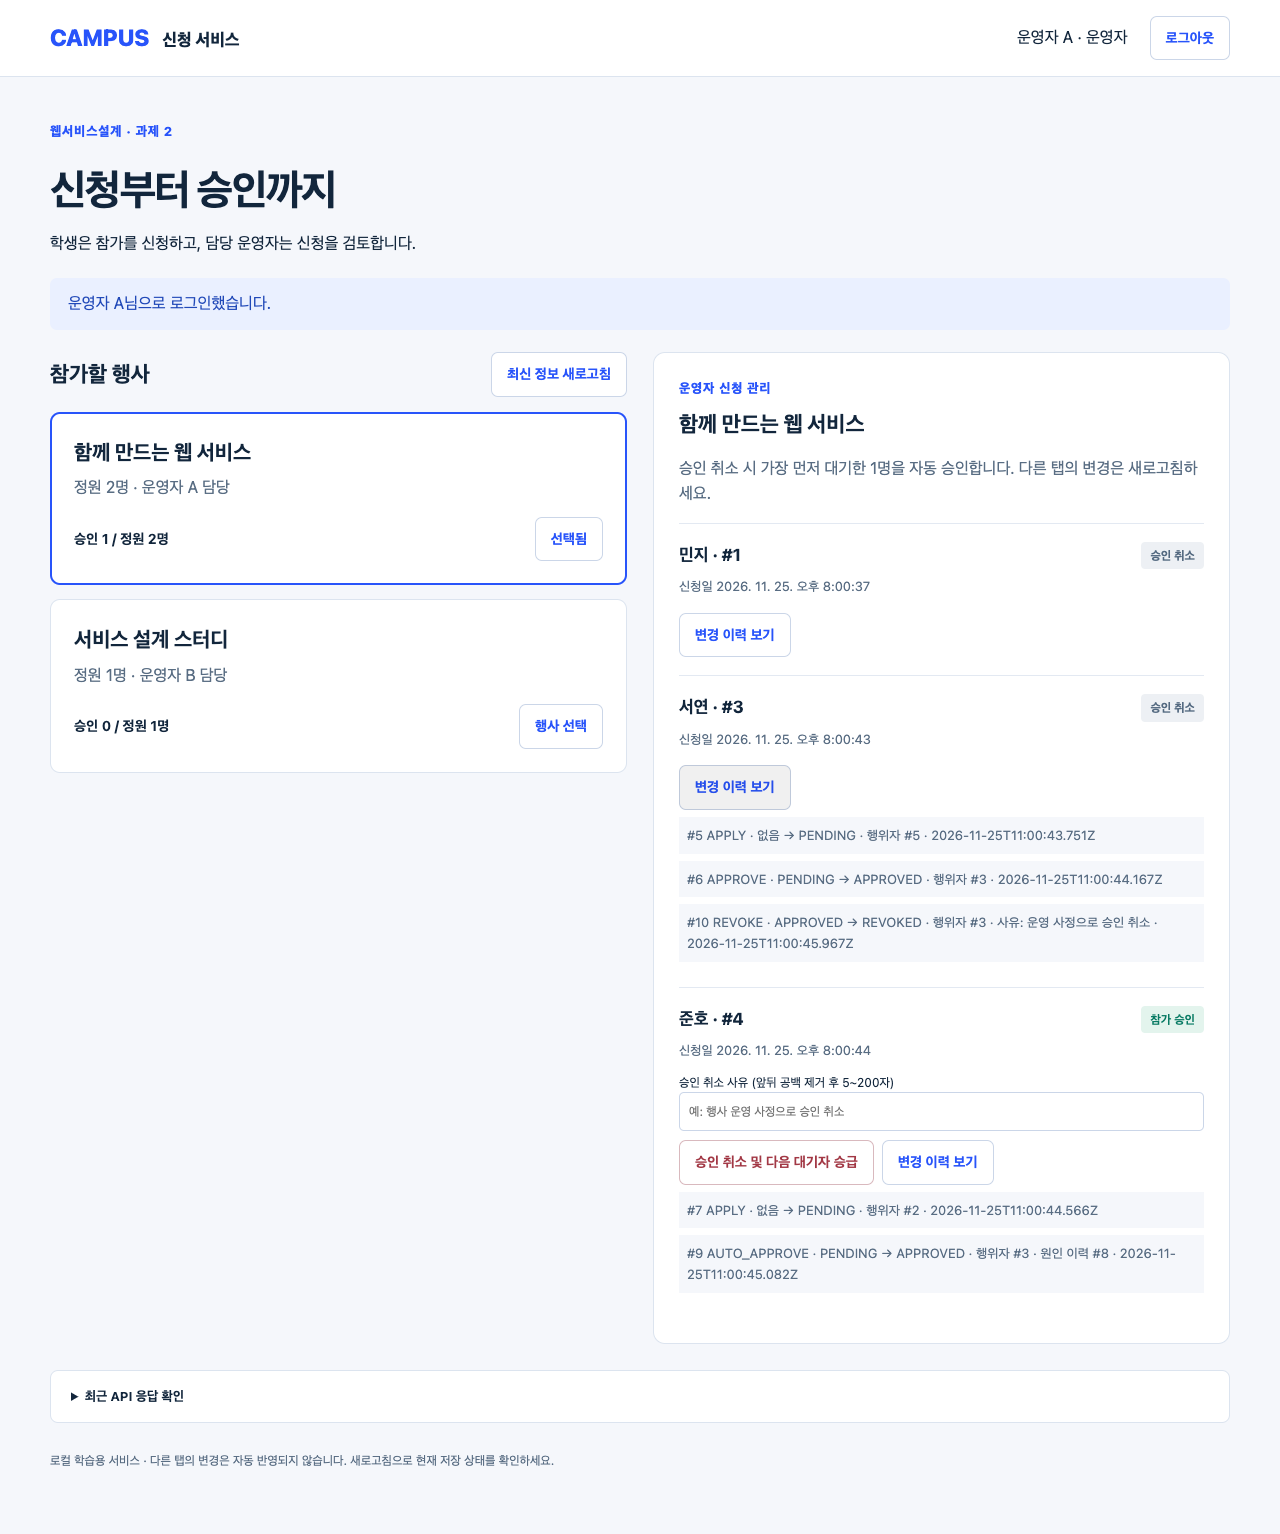 CAMPUS 신청 서비스
운영자 A · 운영자
로그아웃
웹서비스설계 · 과제 2
신청부터 승인까지
학생은 참가를 신청하고, 담당 운영자는 신청을 검토합니다.
운영자 A님으로 로그인했습니다.
참가할 행사
최신 정보 새로고침
함께 만드는 웹 서비스
정원 2명 · 운영자 A 담당
승인 1 / 정원 2명
선택됨
서비스 설계 스터디
정원 1명 · 운영자 B 담당
승인 0 / 정원 1명
행사 선택
운영자 신청 관리
함께 만드는 웹 서비스
승인 취소 시 가장 먼저 대기한 1명을 자동 승인합니다. 다른 탭의 변경은 새로고침하
세요.
민지 · #1
승인 취소
신청일 2026. 11. 25. 오후 8:00:37
변경 이력 보기
서연 · #3
승인 취소
신청일 2026. 11. 25. 오후 8:00:43
변경 이력 보기
#5 APPLY · 없음 → PENDING · 행위자 #5 · 2026-11-25T11:00:43.751Z
#6 APPROVE · PENDING → APPROVED · 행위자 #3 · 2026-11-25T11:00:44.167Z
#10 REVOKE · APPROVED → REVOKED · 행위자 #3 · 사유: 운영 사정으로 승인 취소 ·
2026-11-25T11:00:45.967Z
준호 · #4
참가 승인
신청일 2026. 11. 25. 오후 8:00:44
승인 취소 사유 (앞뒤 공백 제거 후 5~200자)
예: 행사 운영 사정으로 승인 취소
승인 취소 및 다음 대기자 승급
변경 이력 보기
#7 APPLY · 없음 → PENDING · 행위자 #2 · 2026-11-25T11:00:44.566Z
#9 AUTO_APPROVE · PENDING → APPROVED · 행위자 #3 · 원인 이력 #8 · 2026-11-
25T11:00:45.082Z
▶ 최근 API 응답 확인
로컬 학습용 서비스 · 다른 탭의 변경은 자동 반영되지 않습니다. 새로고침으로 현재 저장 상태를 확인하세요.